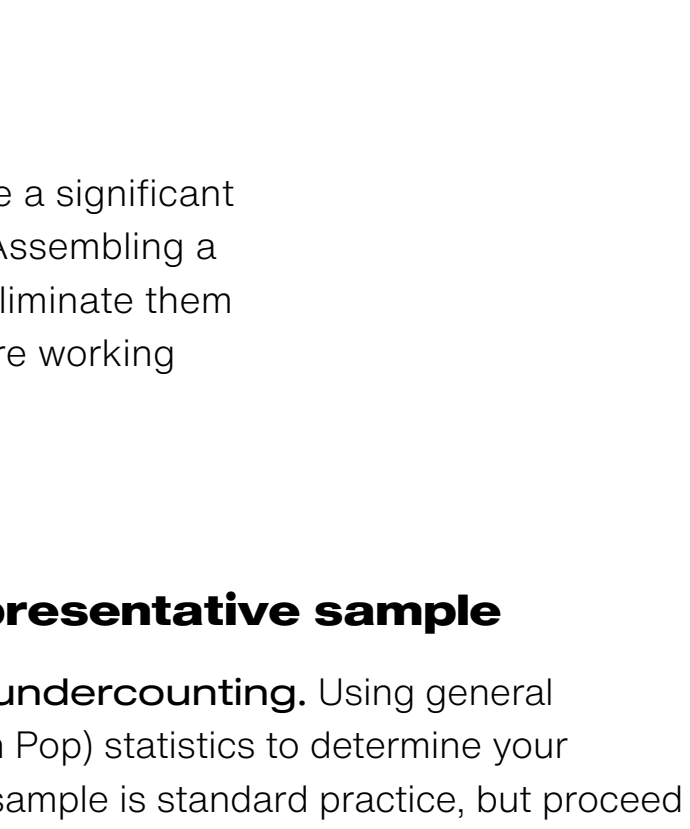 e a significant
Assembling a
liminate them
re working
presentative sample
undercounting. Using general
n Pop) statistics to determine your
sample is standard practice, but proceed